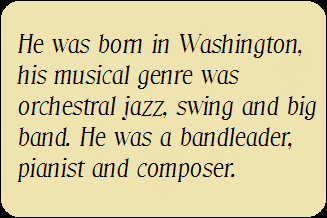 He was born in Washington,
his musical genre was
orchestral jazz, swing and big
band. He was a bandleader,
pianist and composer.